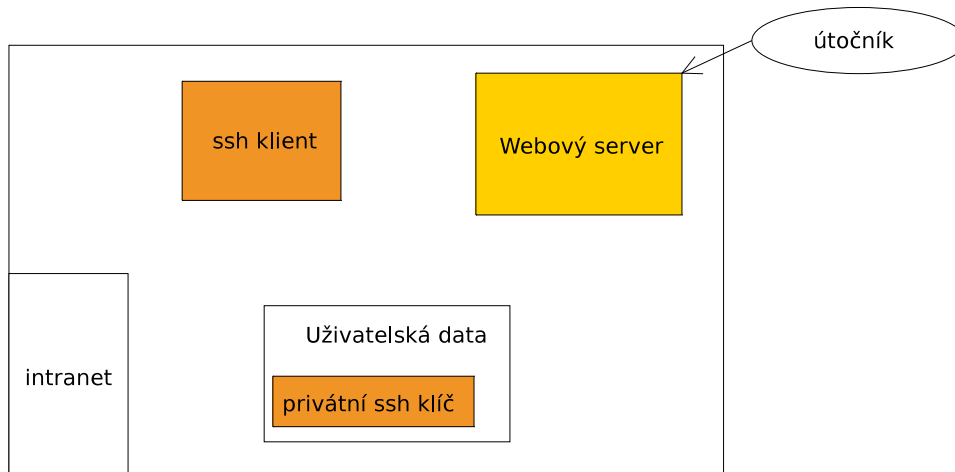 útočník
ssh klient
Webový server
Uživatelská data
intranet
privátní ssh klíč